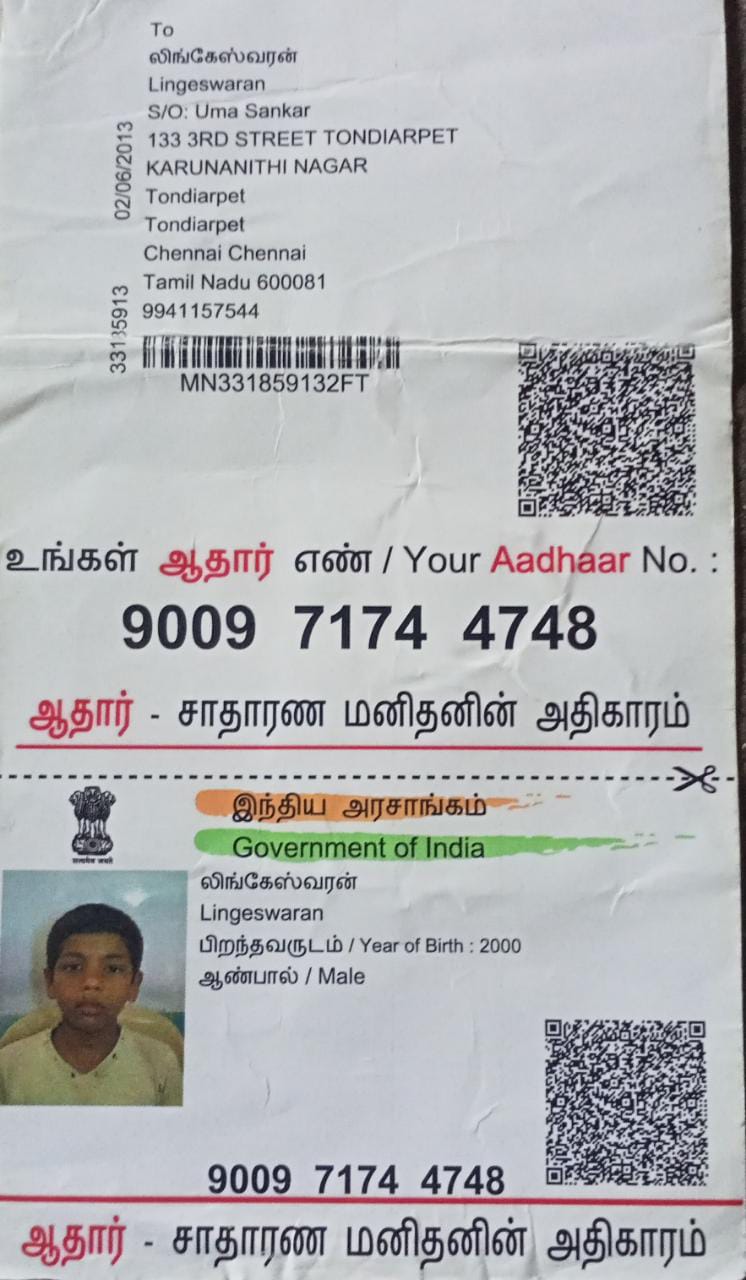 To
லிங்கேஸ்வரன்
Lingeswaran
S/O: Uma Sankar
133 3RD STREET TONDIARPET
KARUNANITHI NAGAR
Tondiarpet
Tondiarpet
Chennai Chennai
Tamil Nadu 600081
9941157544
02/06/2013
MN331859132FT
உங்கள் ஆதார் எண் / Your Aadhaar No. :
9009 7174 4748
ஆதார் - சாதாரண மனிதனின் அதிகாரம்
இந்திய அரசாங்கம்
Government of India
सत्यमेव जयते
லிங்கேஸ்வரன்
Lingeswaran
பிறந்தவருடம் / Year of Birth : 2000
ஆண்பால் / Male
9009 7174 4748
ஆதார் - சாதாரண மனிதனின் அதிகாரம்